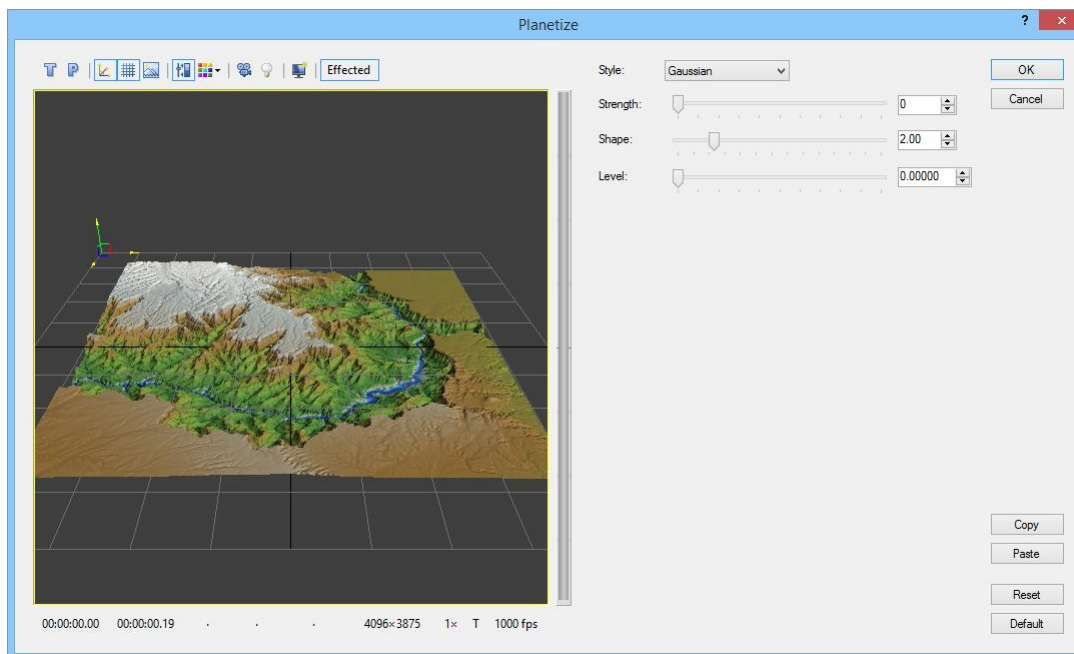 Planetize
?
T P Effected
Style: Gaussian
OK
Strength: 0
Cancel
Shape: 2.00
Level: 0.00000
Copy
Paste
Reset
Default
00:00:00.00 00:00:00.19 . . . 4096×3875 1× T 1000 fps